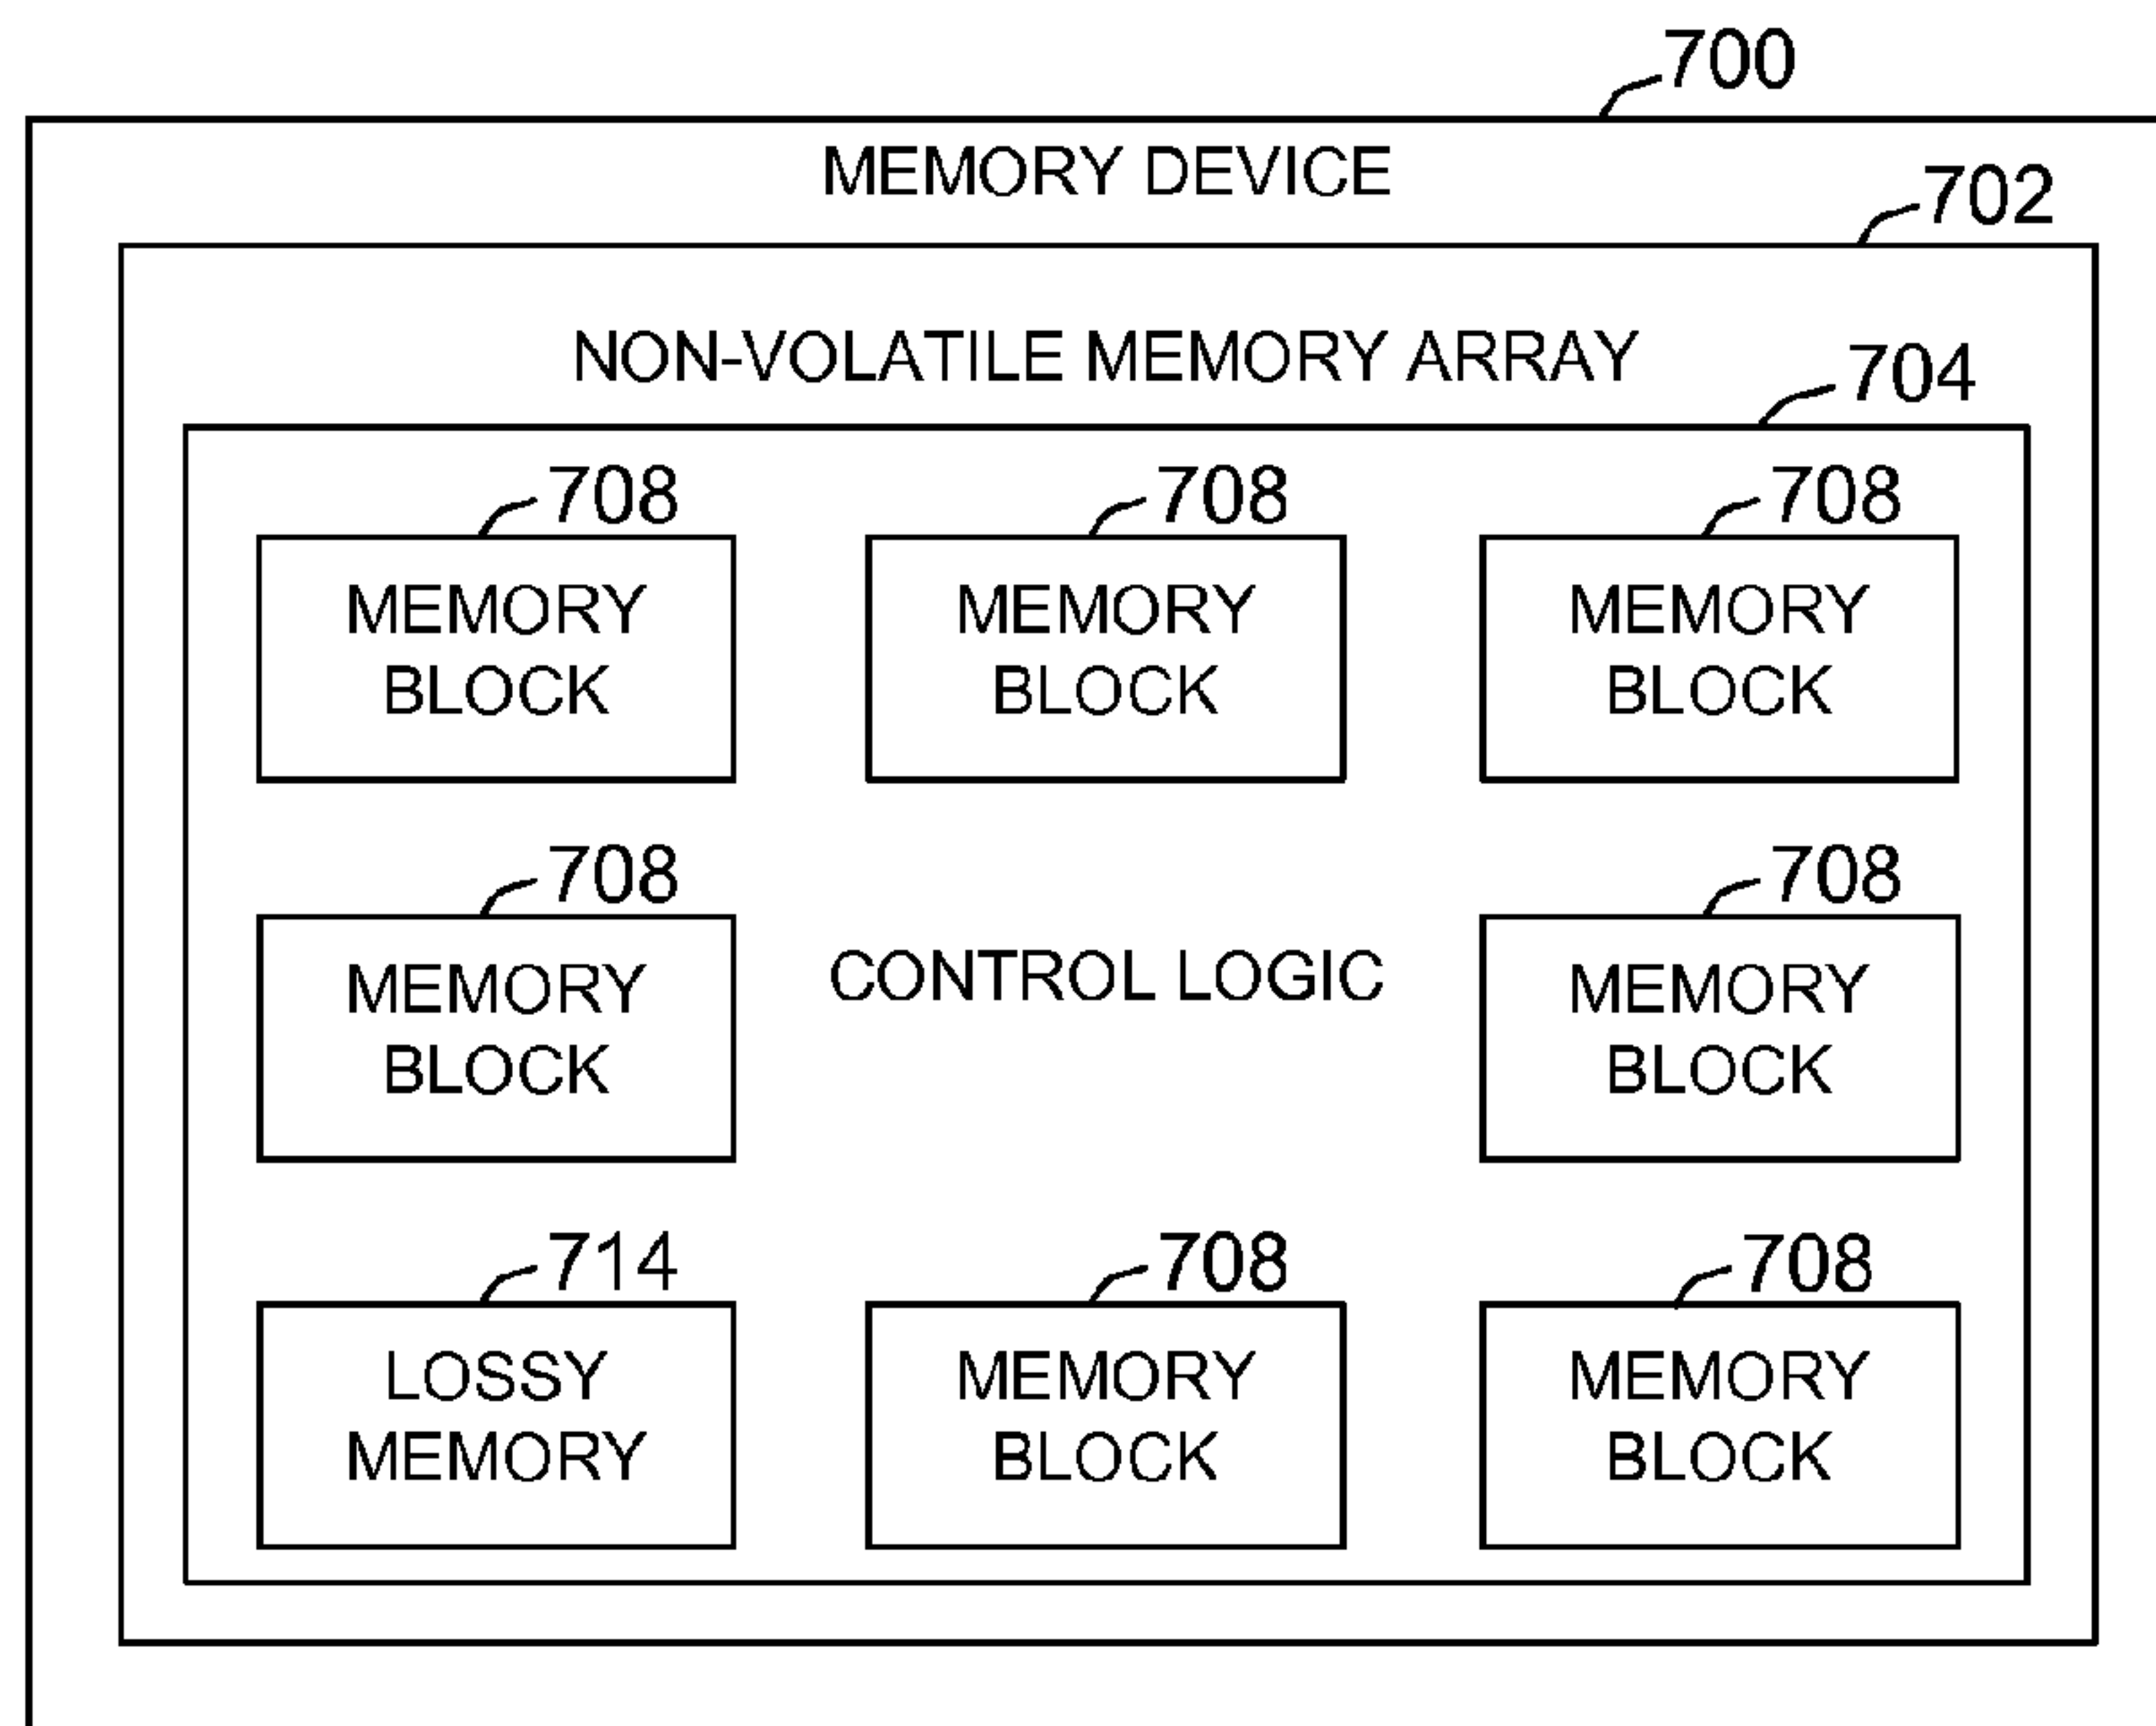 700
MEMORY DEVICE
702
NON-VOLATILE MEMORY ARRAY
704
708 708 708
MEMORY MEMORY MEMORY
BLOCK BLOCK BLOCK
708 708
MEMORY CONTROL LOGIC MEMORY
BLOCK BLOCK
714 708 708
LOSSY MEMORY MEMORY
MEMORY BLOCK BLOCK